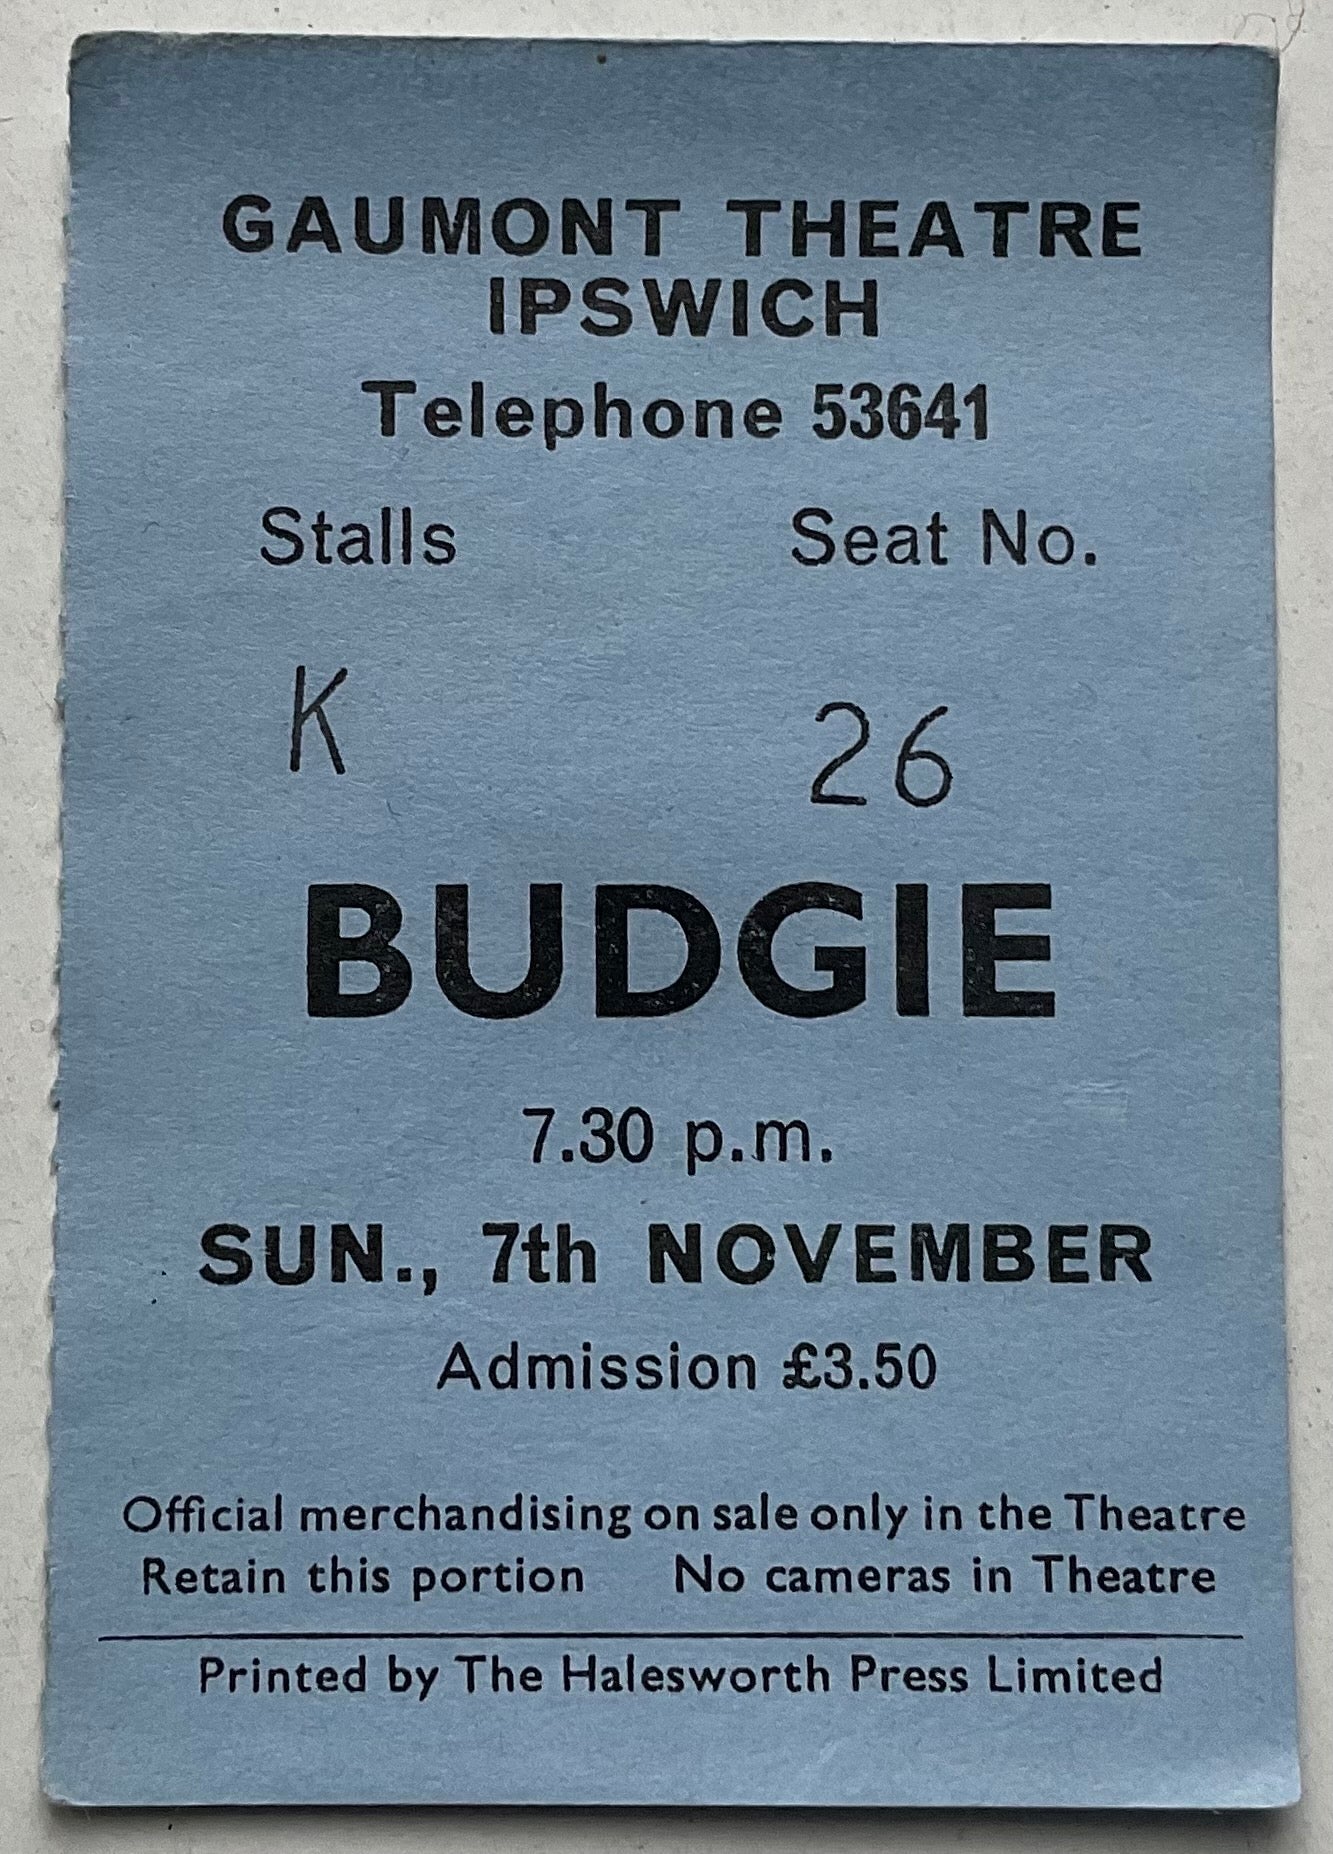 GAUMONT THEATRE
IPSWICH
Telephone 53641
Stalls Seat No.
K 26
BUDGIE
7.30 p.m.
SUN., 7th NOVEMBER
Admission £3.50
Official merchandising on sale only in the Theatre
Retain this portion No cameras in Theatre
Printed by The Halesworth Press Limited